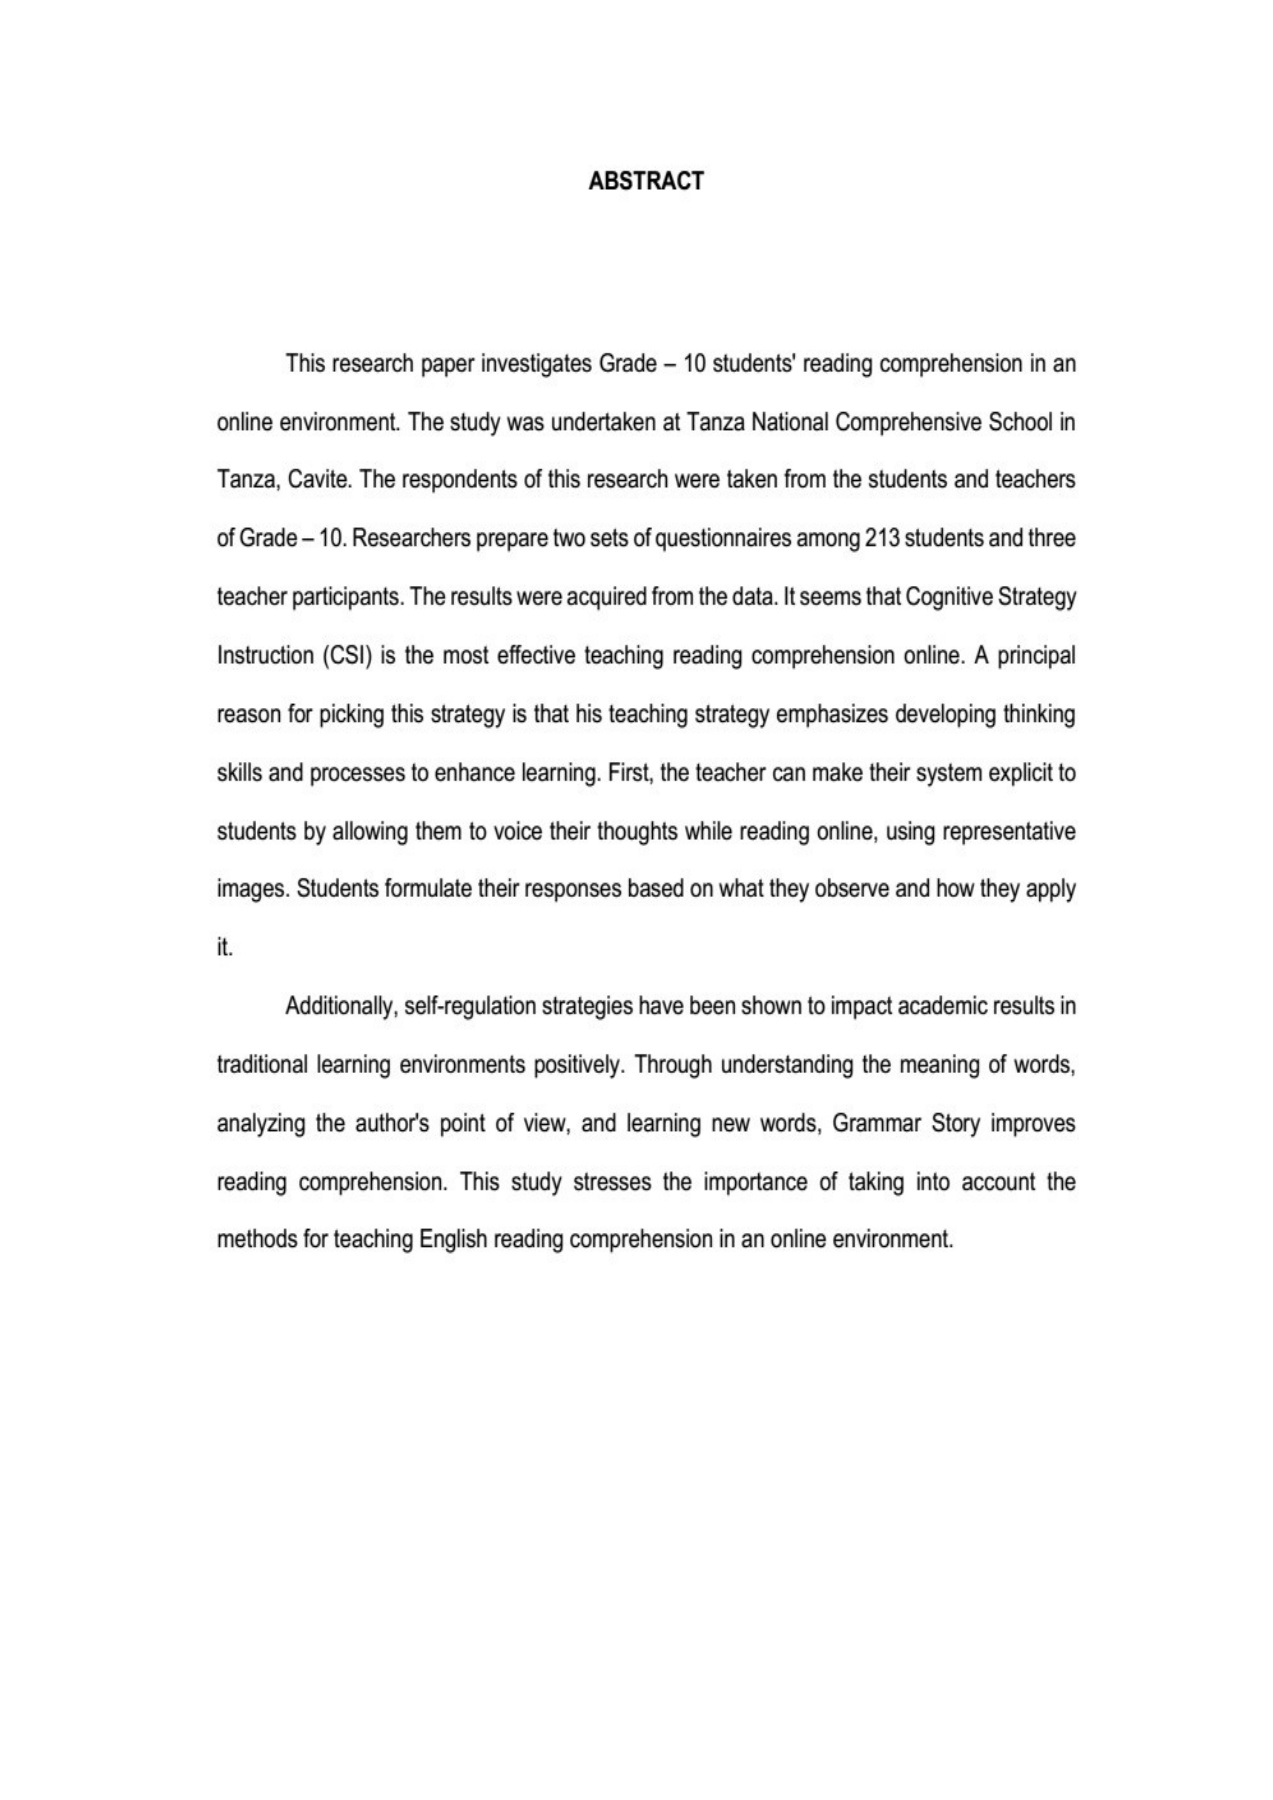 ABSTRACT
This research paper investigates Grade – 10 students' reading comprehension in an
online environment. The study was undertaken at Tanza National Comprehensive School in
Tanza, Cavite. The respondents of this research were taken from the students and teachers
of Grade – 10. Researchers prepare two sets of questionnaires among 213 students and three
teacher participants. The results were acquired from the data. It seems that Cognitive Strategy
Instruction (CSI) is the most effective teaching reading comprehension online. A principal
reason for picking this strategy is that his teaching strategy emphasizes developing thinking
skills and processes to enhance learning. First, the teacher can make their system explicit to
students by allowing them to voice their thoughts while reading online, using representative
images. Students formulate their responses based on what they observe and how they apply
it.
Additionally, self-regulation strategies have been shown to impact academic results in
traditional learning environments positively. Through understanding the meaning of words,
analyzing the author's point of view, and learning new words, Grammar Story improves
reading comprehension. This study stresses the importance of taking into account the
methods for teaching English reading comprehension in an online environment.